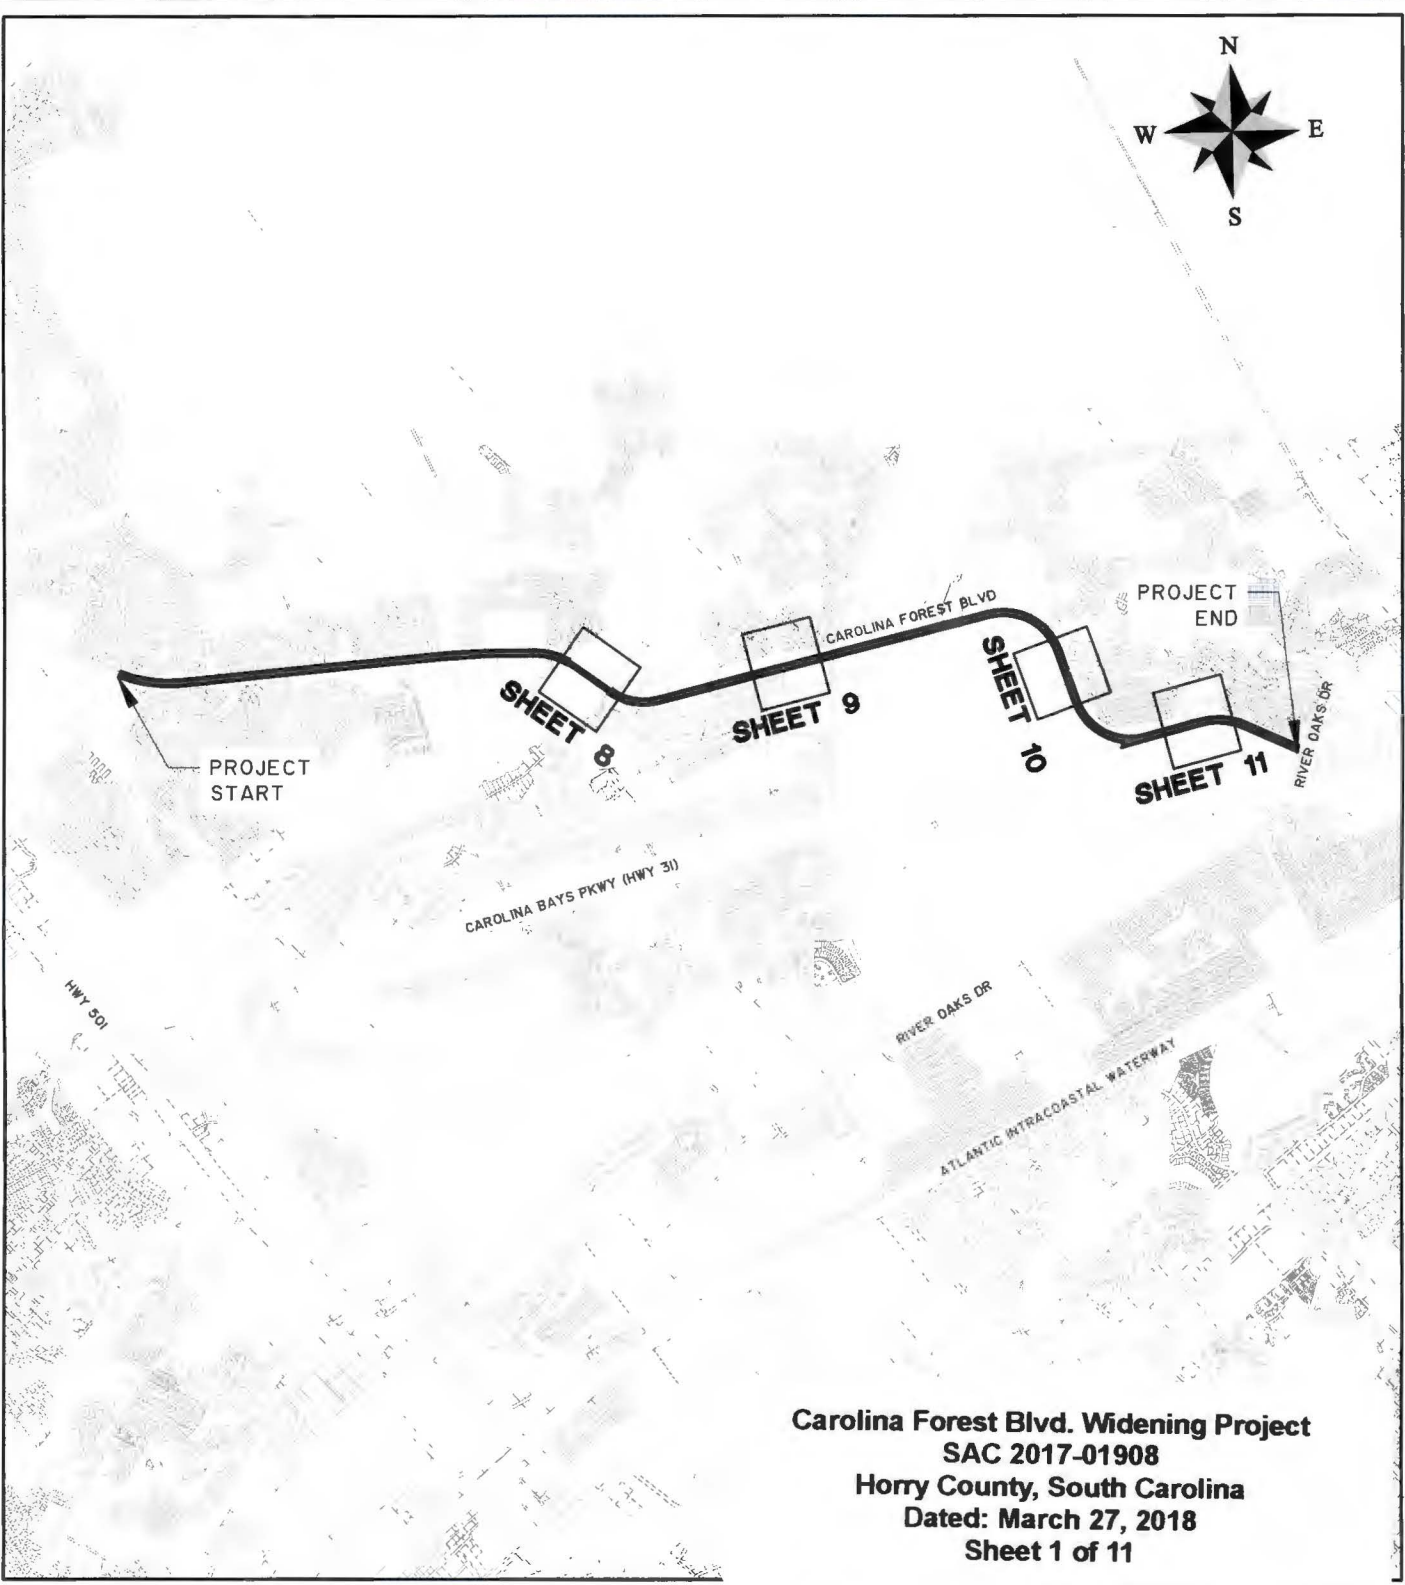 N
W E
S
PROJECT
END
CAROLINA FOREST BLVD
SHEET 8
SHEET 9
SHEET 10
SHEET 11
RIVER OAKS DR
PROJECT
START
CAROLINA BAYS PKWY (HWY 31)
HWY 501
RIVER OAKS DR
ATLANTIC INTRACOASTAL WATERWAY
Carolina Forest Blvd. Widening Project
SAC 2017-01908
Horry County, South Carolina
Dated: March 27, 2018
Sheet 1 of 11